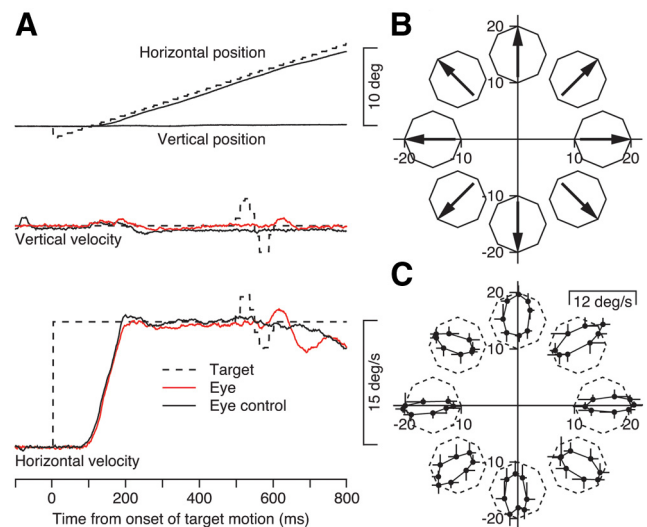 A
Horizontal position
10 deg
Vertical position
Vertical velocity
Target
Eye
Eye control
15 deg/s
Horizontal velocity
0 200 400 600 800
Time from onset of target motion (ms)
B
20
10
-20 -10 10 20
-10
-20
C
12 deg/s
20
10
-20 -10 10 20
-10
-20